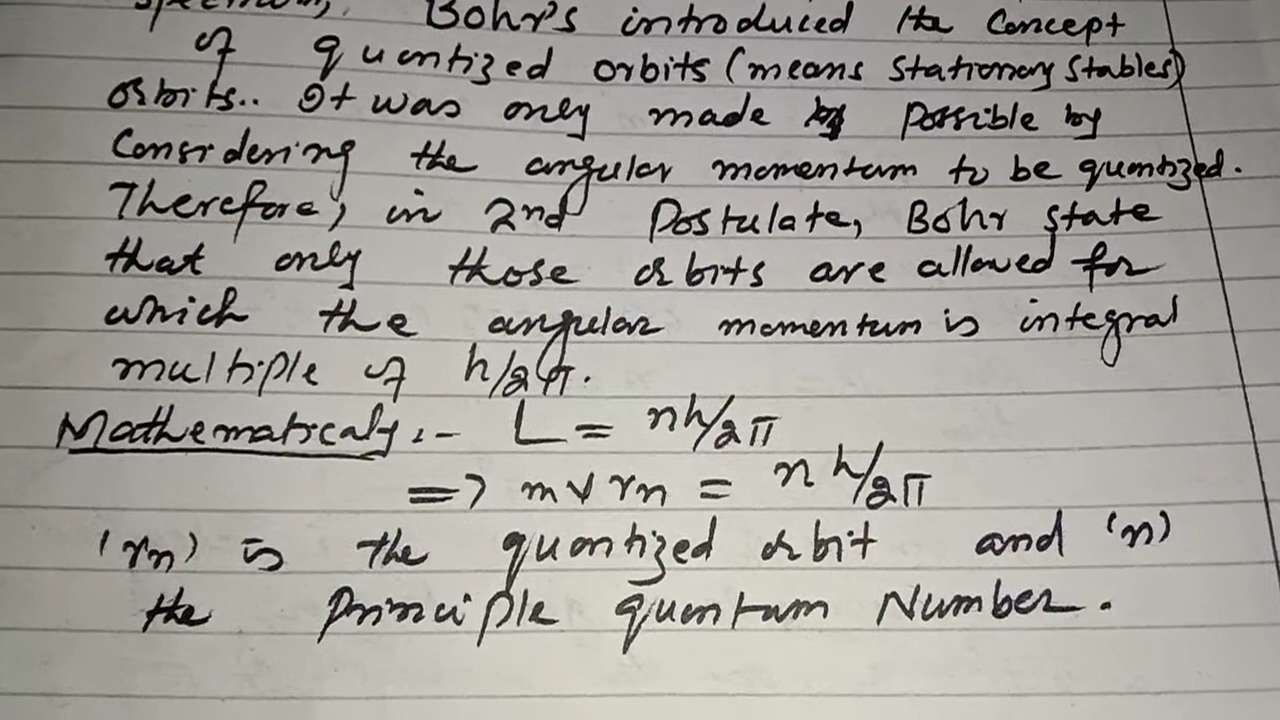 Bohr's introduced the Concept
of quantized orbits (means Stationary Stables)
orbits.. It was only made by possible by
Considering the angular momentum to be quantized.
Therefore, in 2nd Postulate, Bohr state
that only those orbits are allowed for
which the angular momentum is integral
multiple of h/2π.
Mathematicaly :- L = nh/2π
=> mvrn = nh/2π
'rn' is the quantized orbit and 'n'
the Principle quantum Number.